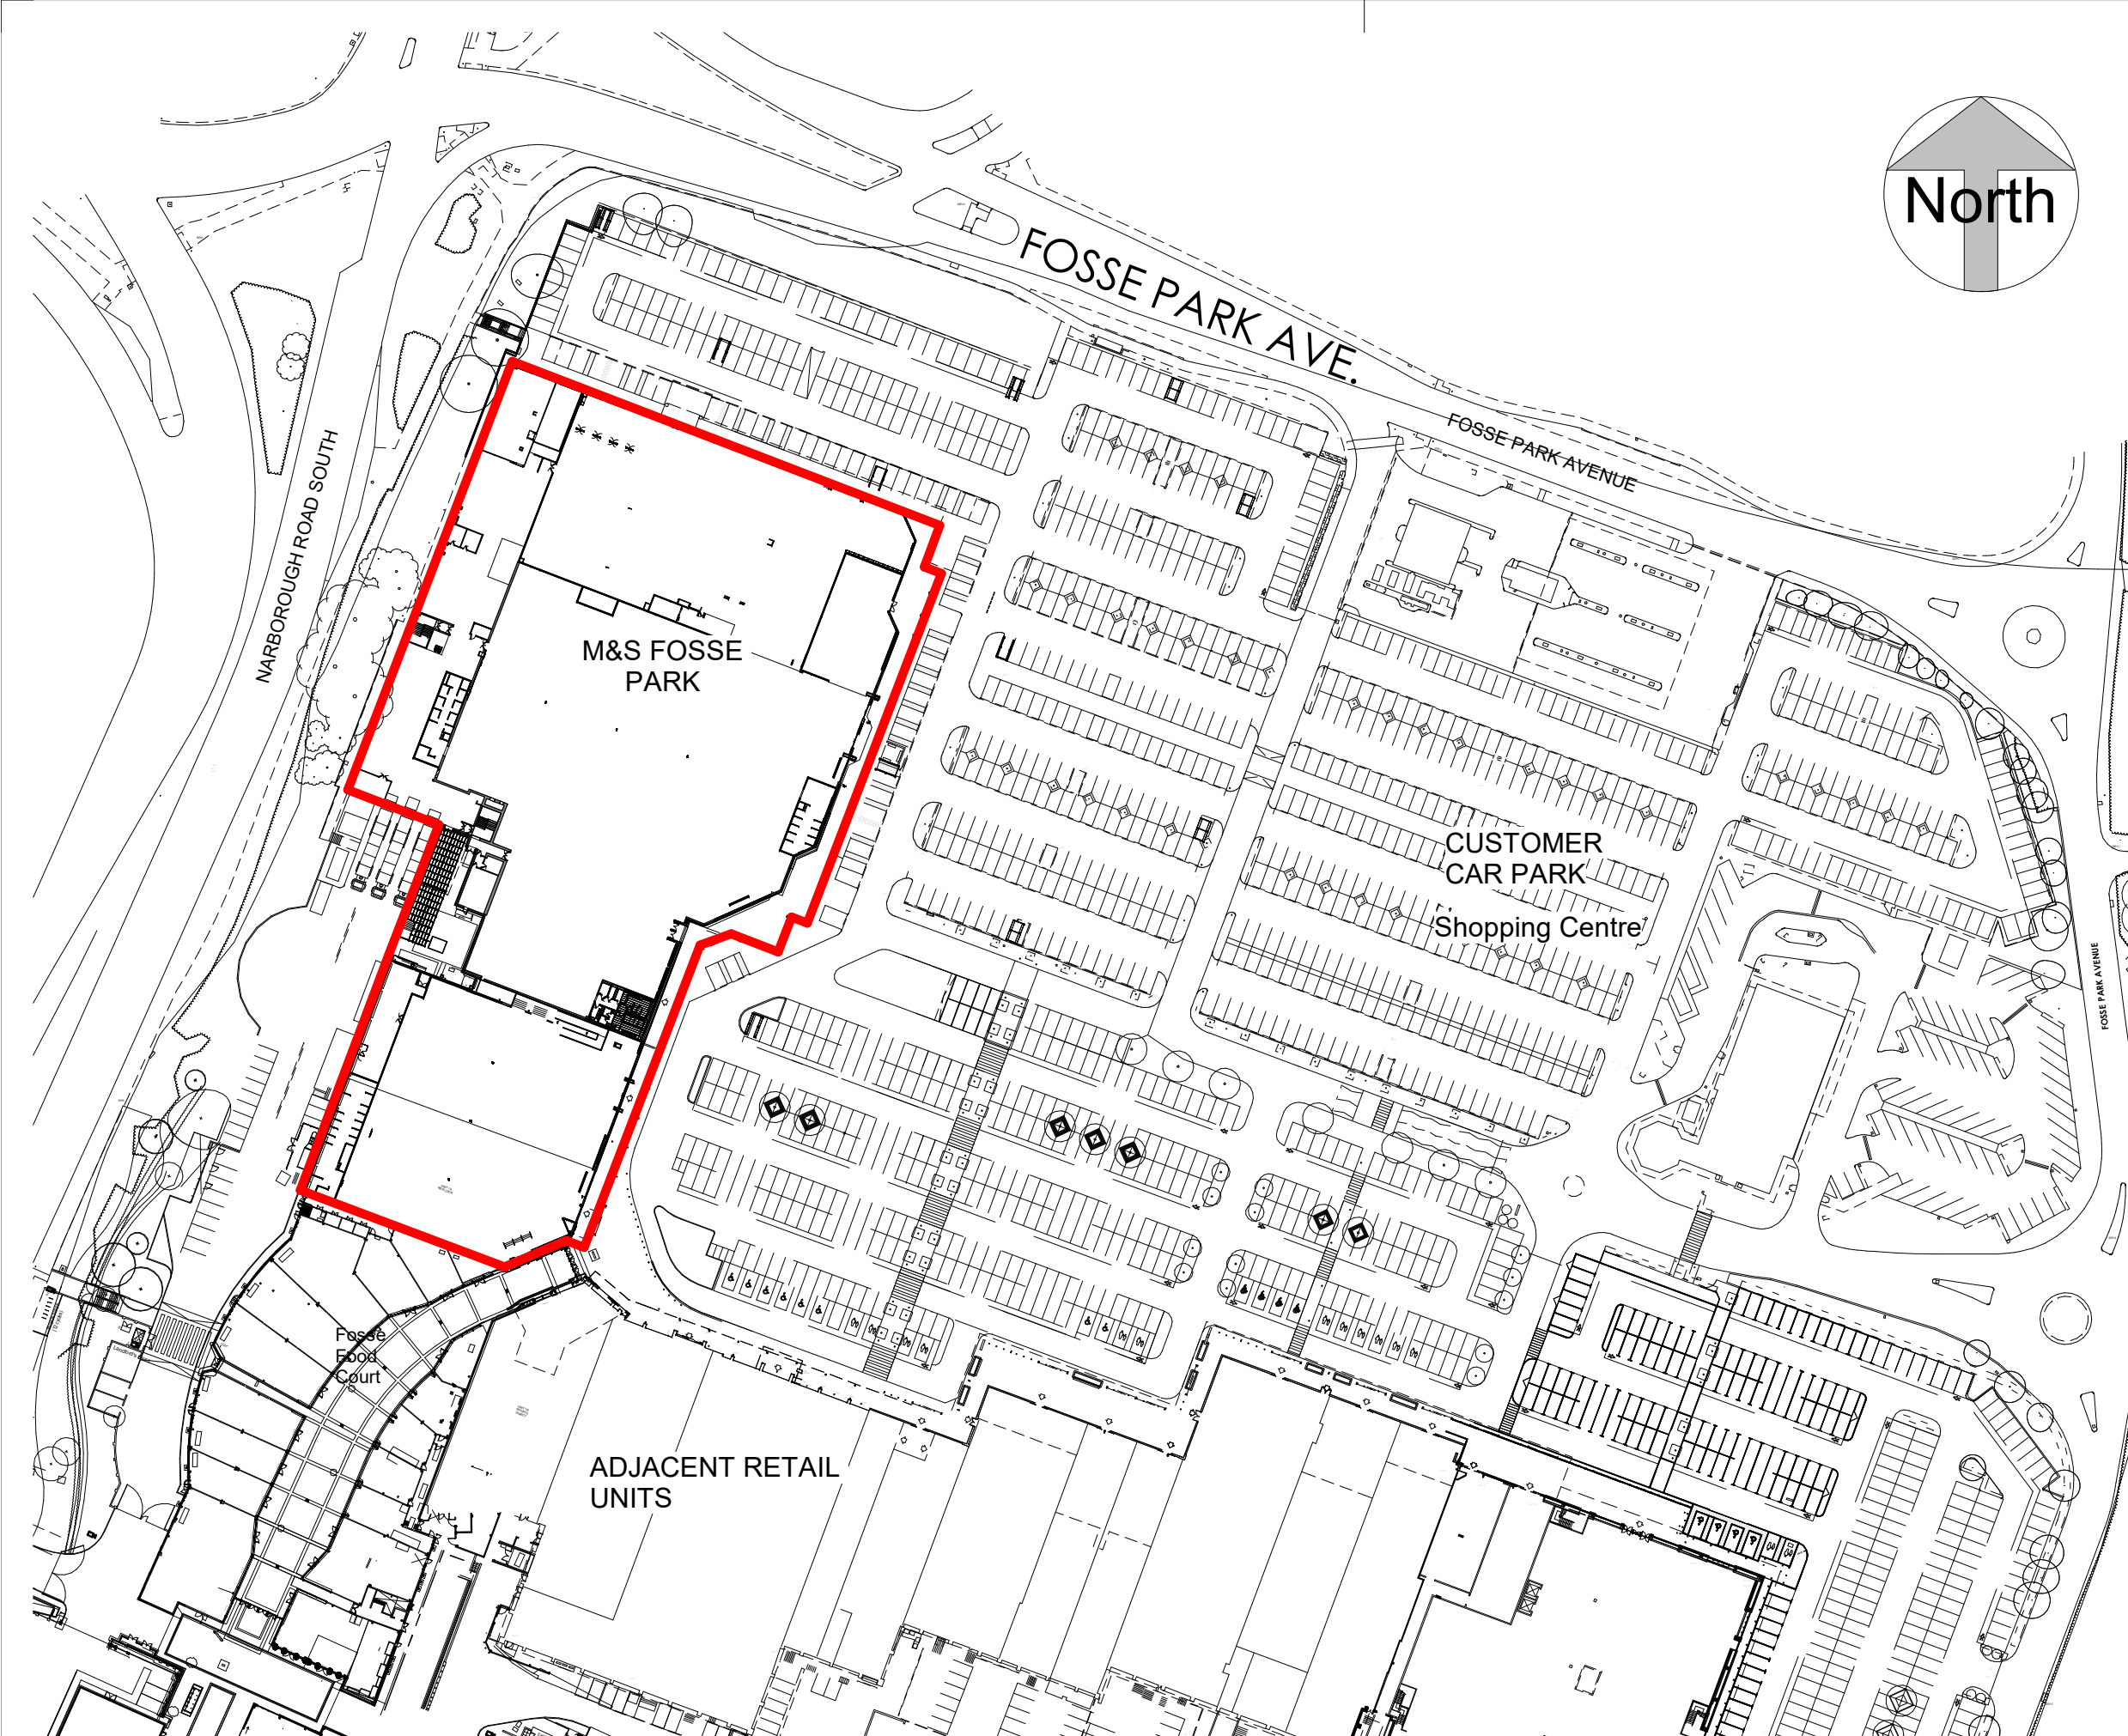 North
FOSSE PARK AVE.
FOSSE PARK AVENUE
NARBOROUGH ROAD SOUTH
M&S FOSSE
PARK
CUSTOMER
CAR PARK
Shopping Centre
FOSSE PARK AVENUE
Fosse
Food
Court
ADJACENT RETAIL
UNITS